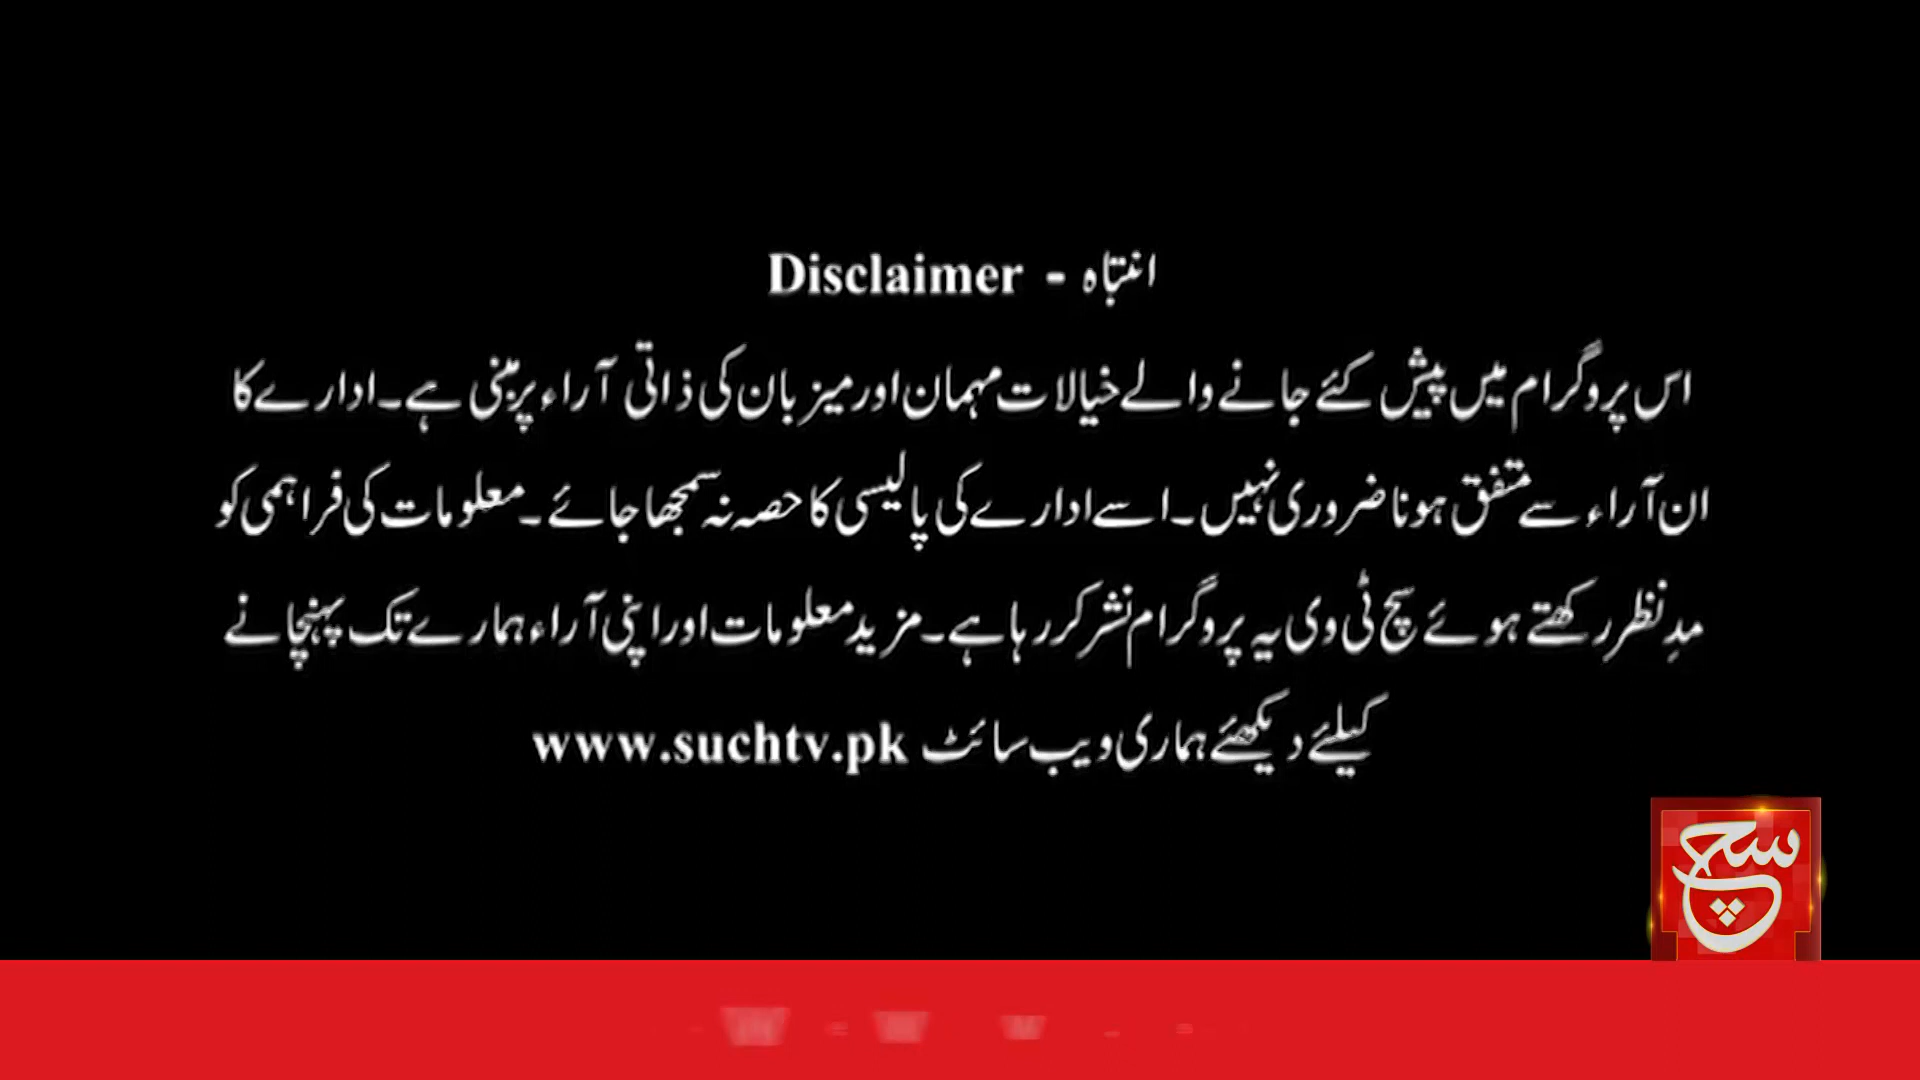 انتباہ - Disclaimer
اس پروگرام میں پیش کئے جانے والے خیالات مہمان اور میزبان کی ذاتی آراء پر مبنی ہے۔ ادارے کا
ان آراء سے متفق ہونا ضروری نہیں۔ اسے ادارے کی پالیسی کا حصہ نہ سمجھا جائے۔ معلومات کی فراہمی کو
مدِنظر رکھتے ہوئے سچ ٹی وی یہ پروگرام نشر کر رہا ہے۔ مزید معلومات اور اپنی آراء ہمارے تک پہنچانے
کیلئے دیکھئے ہماری ویب سائٹ www.suchtv.pk
سچ